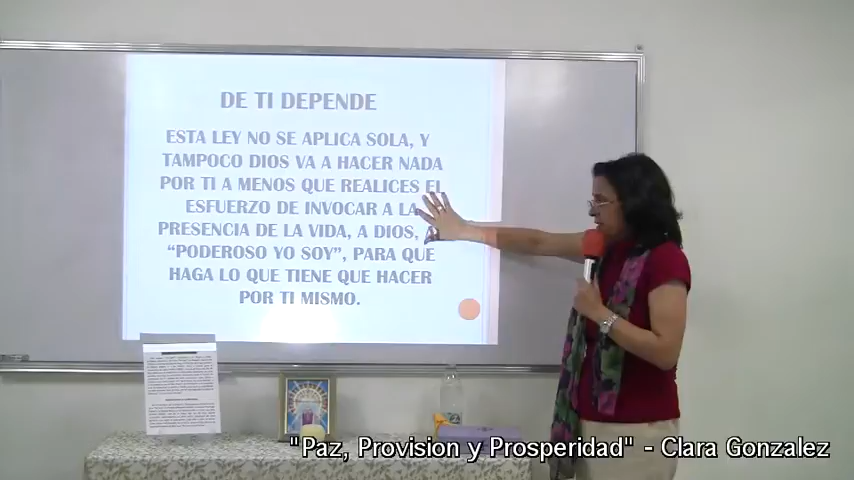 DE TI DEPENDE
ESTA LEY NO SE APLICA SOLA, Y
TAMPOCO DIOS VA A HACER NADA
POR TI A MENOS QUE REALICES EL
ESFUERZO DE INVOCAR A LA
PRESENCIA DE LA VIDA, A DIOS,
"PODEROSO YO SOY", PARA QUE
HAGA LO QUE TIENE QUE HACER
POR TI MISMO.
"Paz, Provision y Prosperidad" - Clara Gonzalez